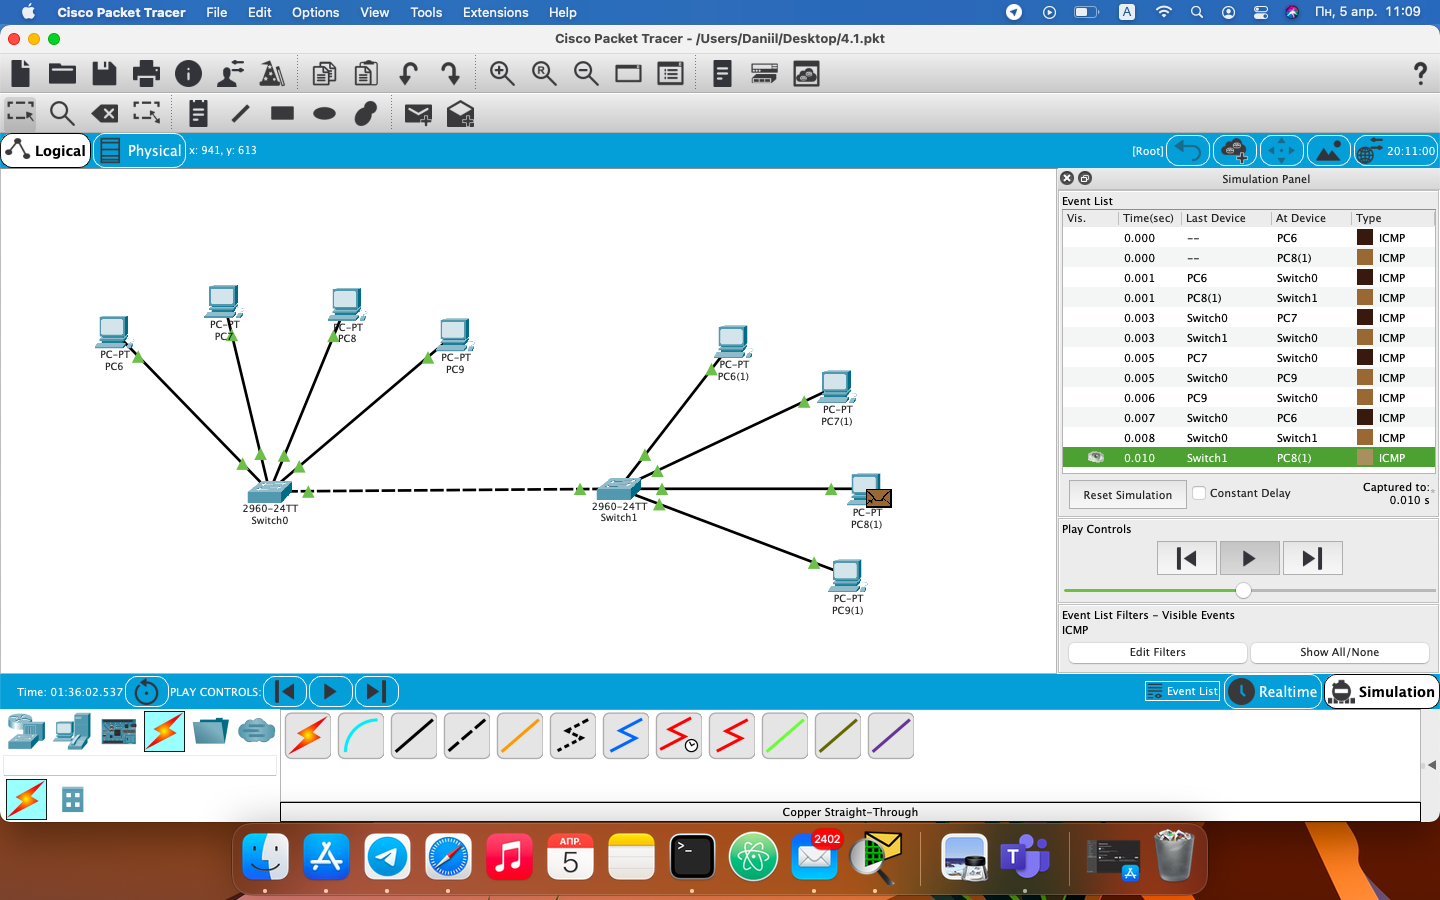 Cisco Packet Tracer File Edit Options View Tools Extensions Help A Пн, 5 апр. 11:09
Cisco Packet Tracer - /Users/Daniil/Desktop/4.1.pkt
Logical Physical x: 941, y: 613 [Root] 20:11:00
Simulation Panel
Event List
Vis. Time(sec) Last Device At Device Type
0.000 -- PC6 ICMP
0.000 -- PC8(1) ICMP
0.001 PC6 Switch0 ICMP
0.001 PC8(1) Switch1 ICMP
0.003 Switch0 PC7 ICMP
0.003 Switch1 Switch0 ICMP
0.005 PC7 Switch0 ICMP
0.005 Switch0 PC9 ICMP
0.006 PC9 Switch0 ICMP
0.007 Switch0 PC6 ICMP
0.008 Switch0 Switch1 ICMP
0.010 Switch1 PC8(1) ICMP
Reset Simulation Constant Delay Captured to:
0.010 s
Play Controls
Event List Filters - Visible Events
ICMP
Edit Filters Show All/None
PC-PT
PC6
PC-PT
PC7
PC-PT
PC8
PC-PT
PC9
2960-24TT
Switch0
2960-24TT
Switch1
PC-PT
PC6(1)
PC-PT
PC7(1)
PC-PT
PC8(1)
PC-PT
PC9(1)
Time: 01:36:02.537 PLAY CONTROLS: Event List Realtime Simulation
Copper Straight-Through
АПР.
5
2402